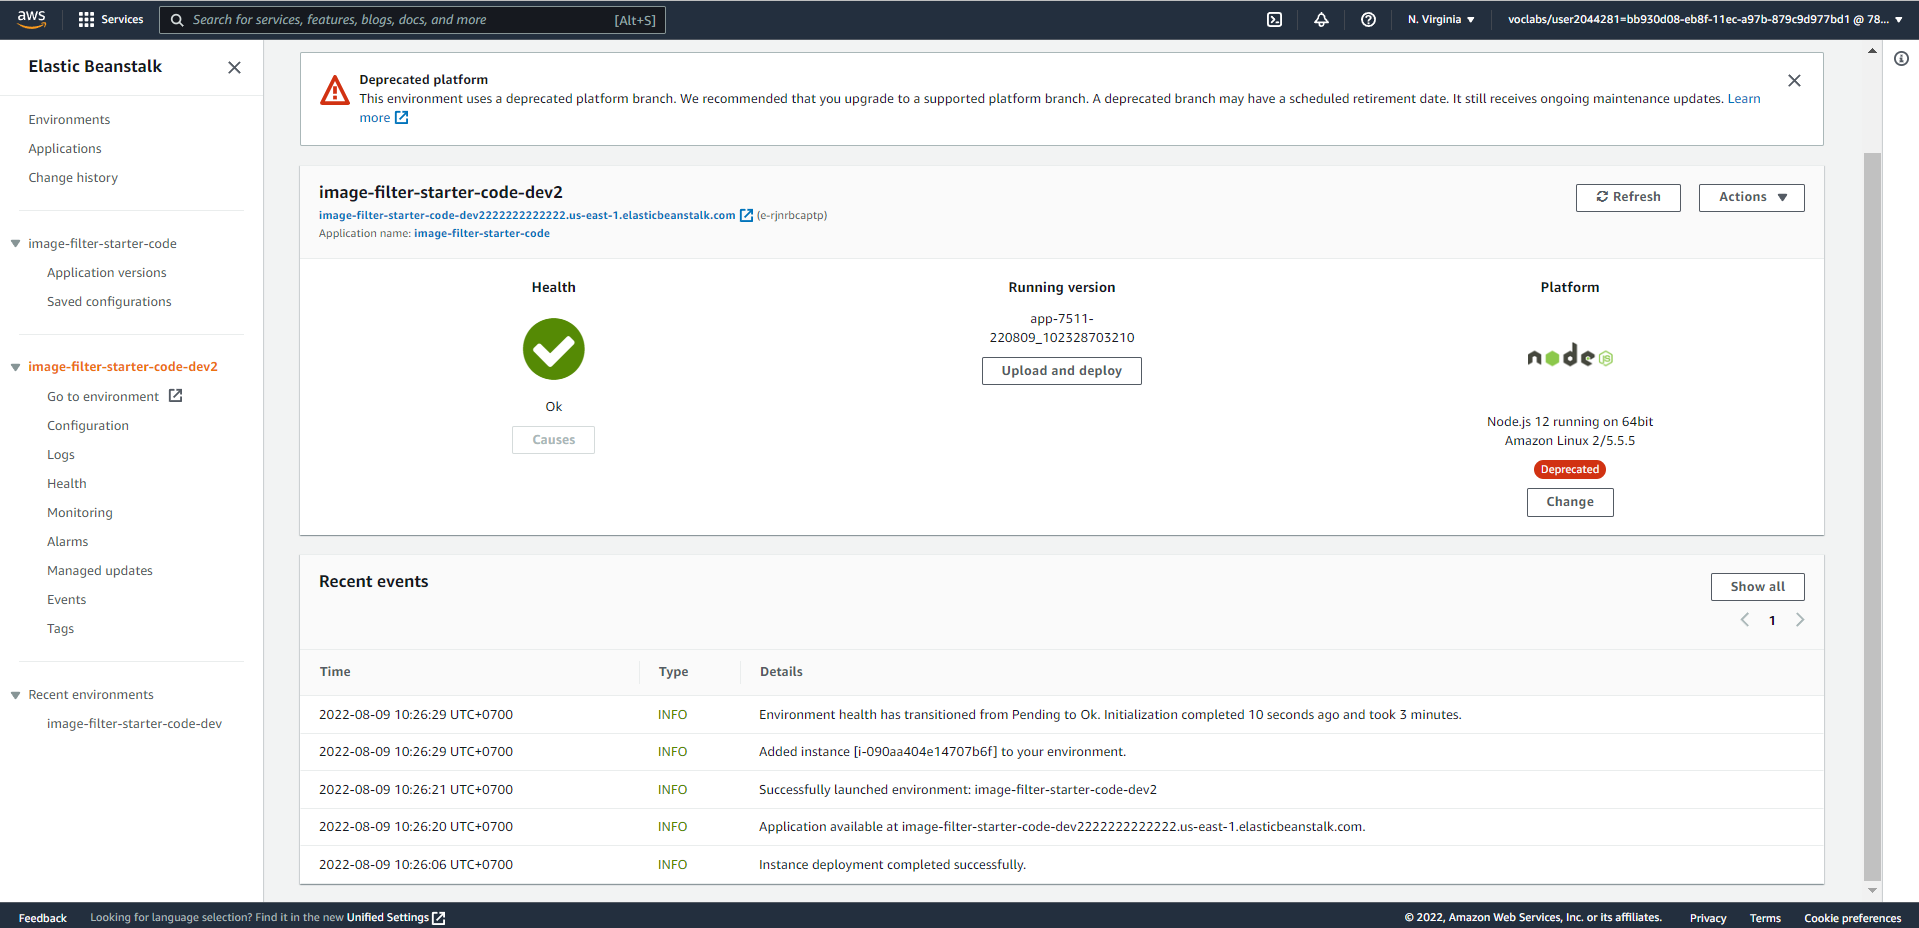 aws
Services
Search for services, features, blogs, docs, and more
[Alt+S]
N. Virginia
voclabs/user2044281=bb930d08-eb8f-11ec-a97b-879c9d977bd1 @ 78...
Elastic Beanstalk
Environments
Applications
Change history
image-filter-starter-code
Application versions
Saved configurations
image-filter-starter-code-dev2
Go to environment
Configuration
Logs
Health
Monitoring
Alarms
Managed updates
Events
Tags
Recent environments
image-filter-starter-code-dev
Deprecated platform
This environment uses a deprecated platform branch. We recommended that you upgrade to a supported platform branch. A deprecated branch may have a scheduled retirement date. It still receives ongoing maintenance updates. Learn
more
image-filter-starter-code-dev2
image-filter-starter-code-dev2222222222222.us-east-1.elasticbeanstalk.com (e-rjnrbcaptp)
Application name: image-filter-starter-code
Refresh
Actions
Health
Ok
Causes
Running version
app-7511-
220809_102328703210
Upload and deploy
Platform
node JS
Node.js 12 running on 64bit
Amazon Linux 2/5.5.5
Deprecated
Change
Recent events
Show all
1
Time Type Details
2022-08-09 10:26:29 UTC+0700 INFO Environment health has transitioned from Pending to Ok. Initialization completed 10 seconds ago and took 3 minutes.
2022-08-09 10:26:29 UTC+0700 INFO Added instance [i-090aa404e14707b6f] to your environment.
2022-08-09 10:26:21 UTC+0700 INFO Successfully launched environment: image-filter-starter-code-dev2
2022-08-09 10:26:20 UTC+0700 INFO Application available at image-filter-starter-code-dev2222222222222.us-east-1.elasticbeanstalk.com.
2022-08-09 10:26:06 UTC+0700 INFO Instance deployment completed successfully.
Feedback
Looking for language selection? Find it in the new Unified Settings
© 2022, Amazon Web Services, Inc. or its affiliates.
Privacy
Terms
Cookie preferences